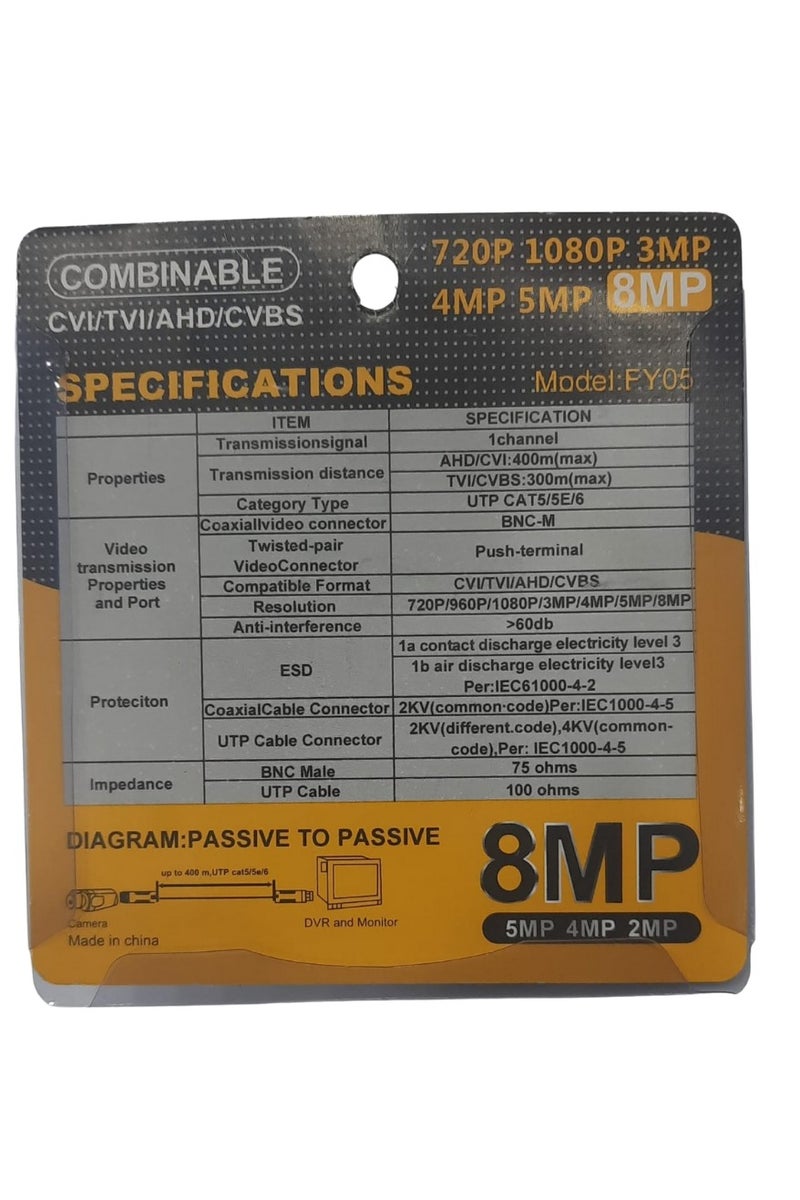 COMBINABLE
CVI/TVI/AHD/CVBS
720P 1080P 3MP
4MP 5MP 8MP
SPECIFICATIONS
Model:FY05
ITEM SPECIFICATION
Properties
Transmissionsignal 1channel
Transmission distance AHD/CVI:400m(max)
TVI/CVBS:300m(max)
Category Type UTP CAT5/5E/6
Video
transmission
Properties
and Port
Coaxiallvideo connector BNC-M
Twisted-pair
VideoConnector
Push-terminal
Compatible Format CVI/TVI/AHD/CVBS
Resolution 720P/960P/1080P/3MP/4MP/5MP/8MP
Anti-interference >60db
Proteciton
ESD
1a contact discharge electricity level 3
1b air discharge electricity level3
Per:IEC61000-4-2
CoaxialCable Connector 2KV(common-code)Per:IEC1000-4-5
UTP Cable Connector 2KV(different.code),4KV(common-
code),Per: IEC1000-4-5
Impedance
BNC Male 75 ohms
UTP Cable 100 ohms
DIAGRAM:PASSIVE TO PASSIVE
up to 400 m,UTP cat5/5e/6
Camera
DVR and Monitor
Made in china
8MP
5MP 4MP 2MP